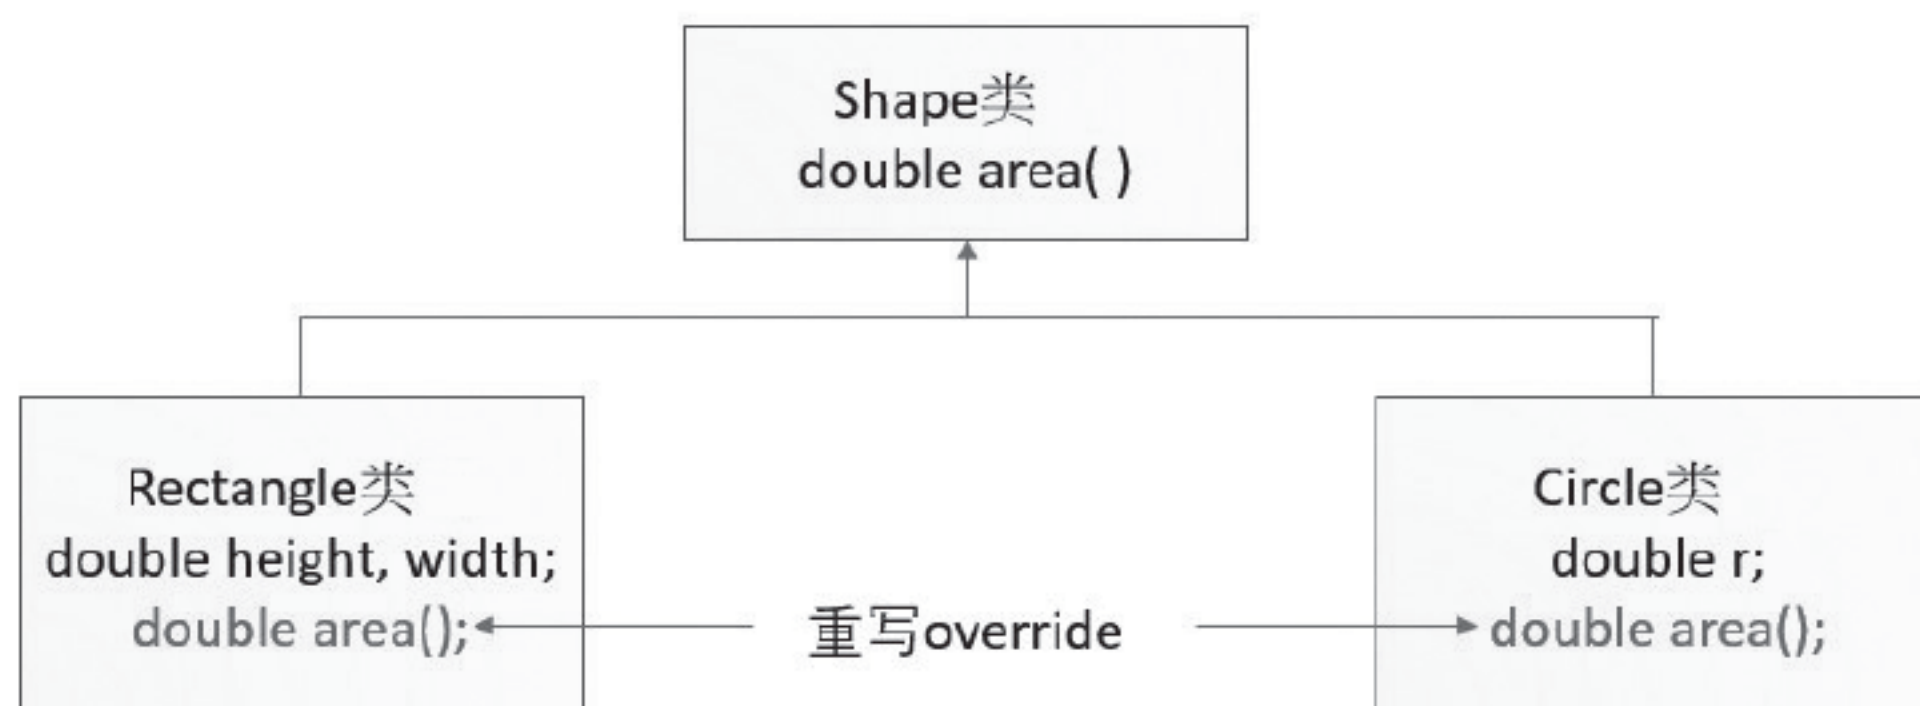 Shape类
double area( )
Rectangle类
double height, width;
double area();
重写override
Circle类
double r;
double area();